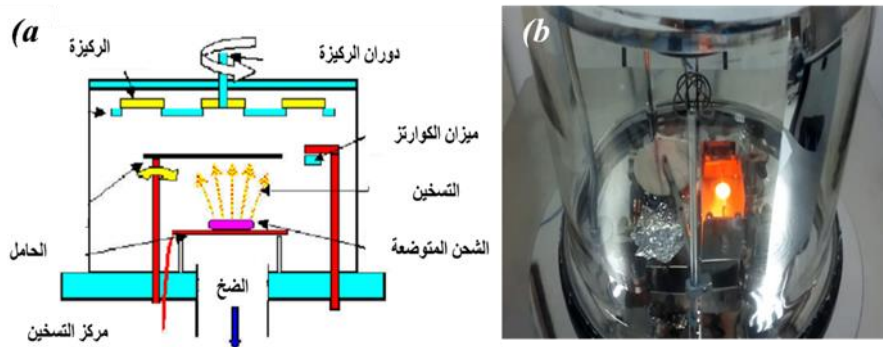 (a
الركيزة
دوران الركيزة
(b
ميزان الكوارتز
التسخين
الشحن المتوضعة
الحامل
الضخ
مركز التسخين